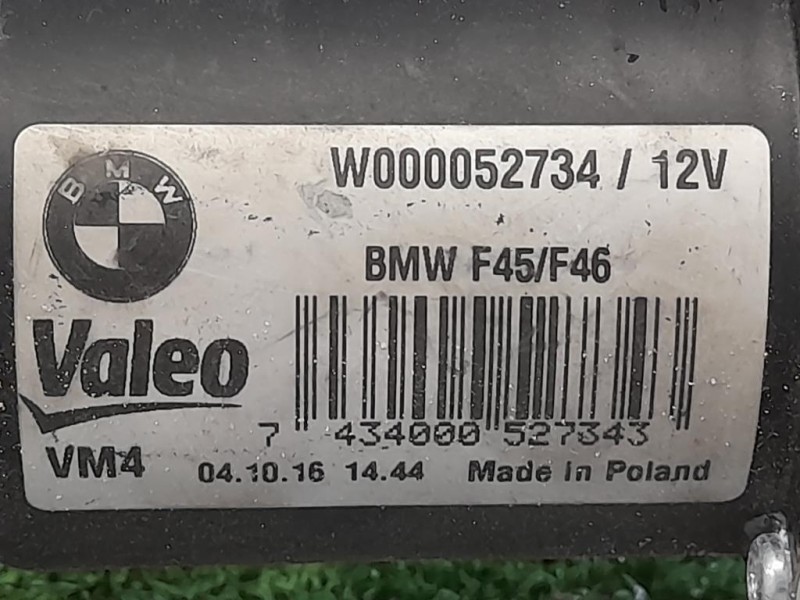 BMW
W000052734 / 12V
BMW F45/F46
Valeo
7 434000 527343
VM4 04.10.16 14.44 Made in Poland